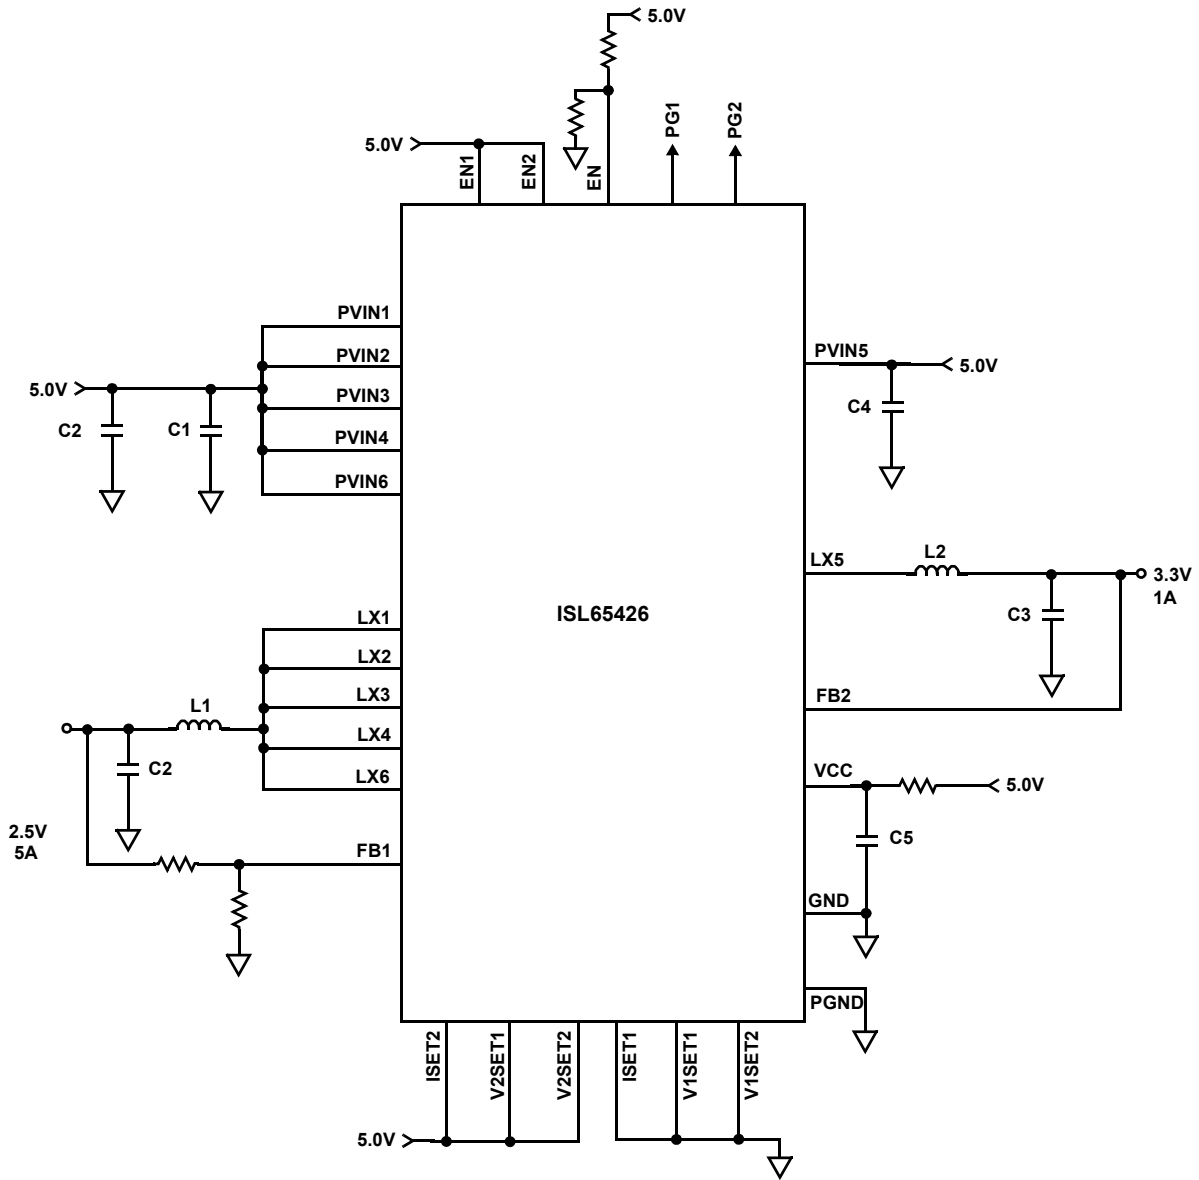 5.0V
PG1
PG2
5.0V
EN1
EN2
EN
PVIN1
PVIN2
PVIN3
PVIN4
PVIN6
5.0V
C2
C1
PVIN5
5.0V
C4
LX5
L2
3.3V
1A
C3
FB2
ISL65426
LX1
LX2
LX3
LX4
LX6
L1
C2
2.5V
5A
FB1
VCC
5.0V
C5
GND
PGND
ISET2
V2SET1
V2SET2
ISET1
V1SET1
V1SET2
5.0V